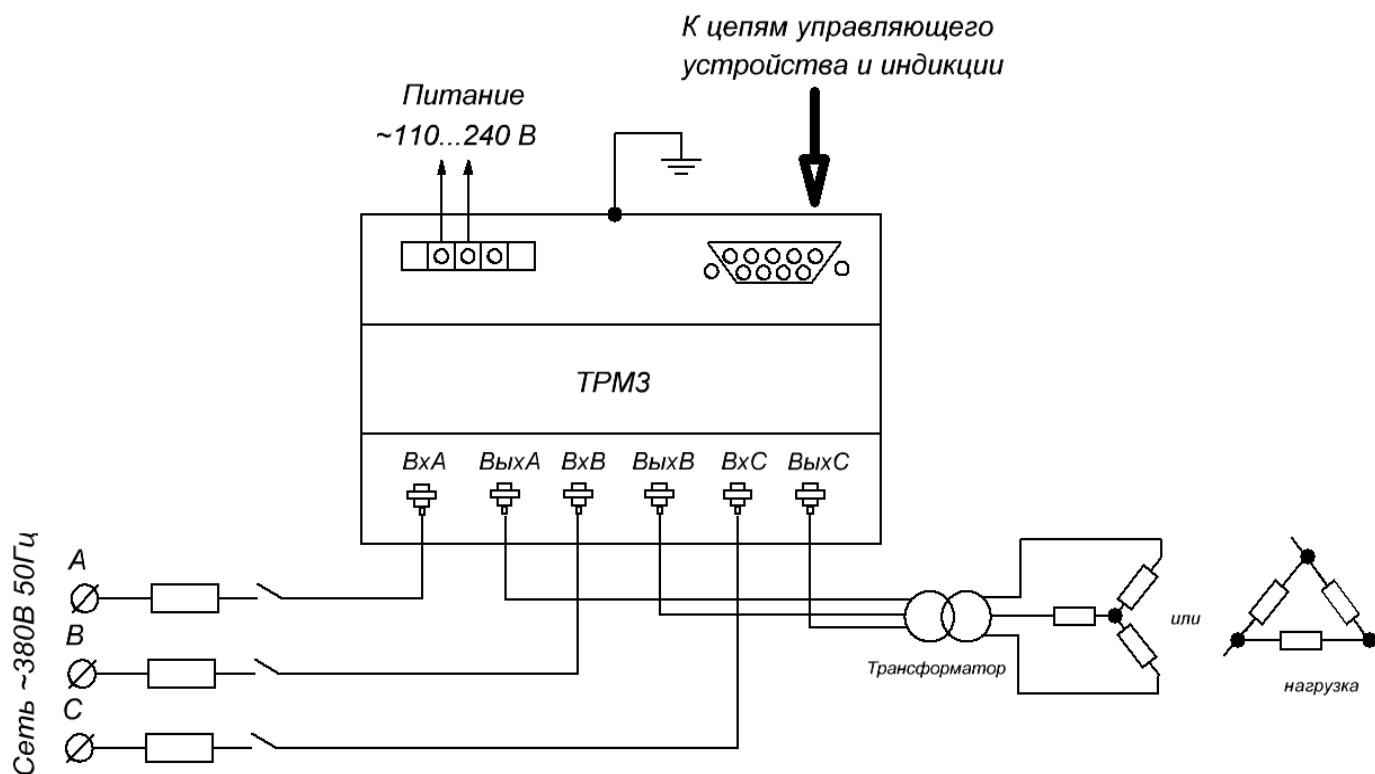 К цепям управляющего
устройства и индикции
Питание
~110...240 В
ТРМ3
ВхА ВыхА ВхВ ВыхВ ВхС ВыхС
Сеть ~380В 50Гц
А
В
С
Трансформатор
или
нагрузка